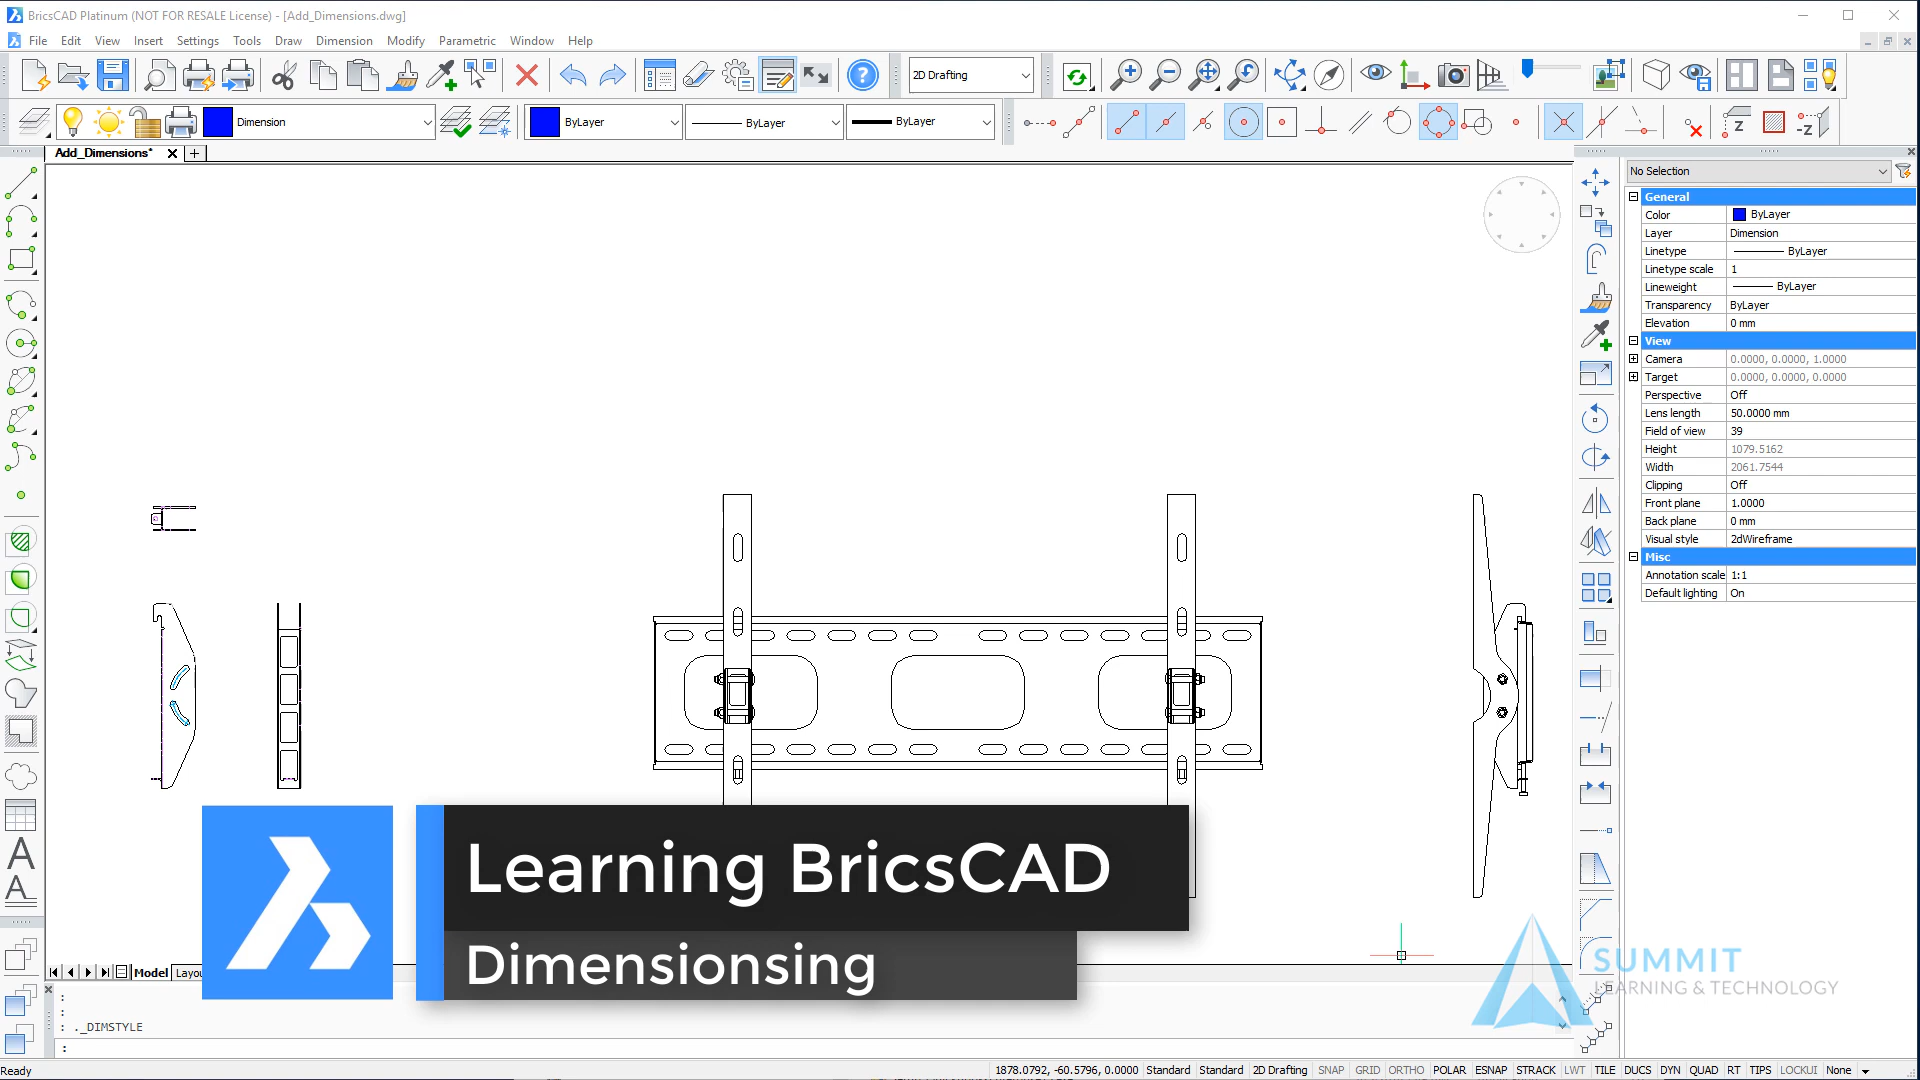 BricsCAD Platinum (NOT FOR RESALE License) - [Add_Dimensions.dwg]
File Edit View Insert Settings Tools Draw Dimension Modify Parametric Window Help
2D Drafting
Dimension ByLayer ByLayer ByLayer
Z -Z
Add_Dimensions*
No Selection
General
Color ByLayer
Layer Dimension
Linetype ByLayer
Linetype scale 1
Lineweight ByLayer
Transparency ByLayer
Elevation 0 mm
View
Camera 0.0000, 0.0000, 1.0000
Target 0.0000, 0.0000, 0.0000
Perspective Off
Lens length 50.0000 mm
Field of view 39
Height 1079.5162
Width 2061.7544
Clipping Off
Front plane 1.0000
Back plane 0 mm
Visual style 2dWireframe
Misc
Annotation scale 1:1
Default lighting On
A
A
Learning BricsCAD
Dimensionsing
SUMMIT
LEARNING & TECHNOLOGY
Model Layou
:
:
: ._DIMSTYLE
:
Ready 1878.0792, -60.5796, 0.0000 Standard Standard 2D Drafting SNAP GRID ORTHO POLAR ESNAP STRACK LWT TILE DUCS DYN QUAD RT TIPS LOCKUI None